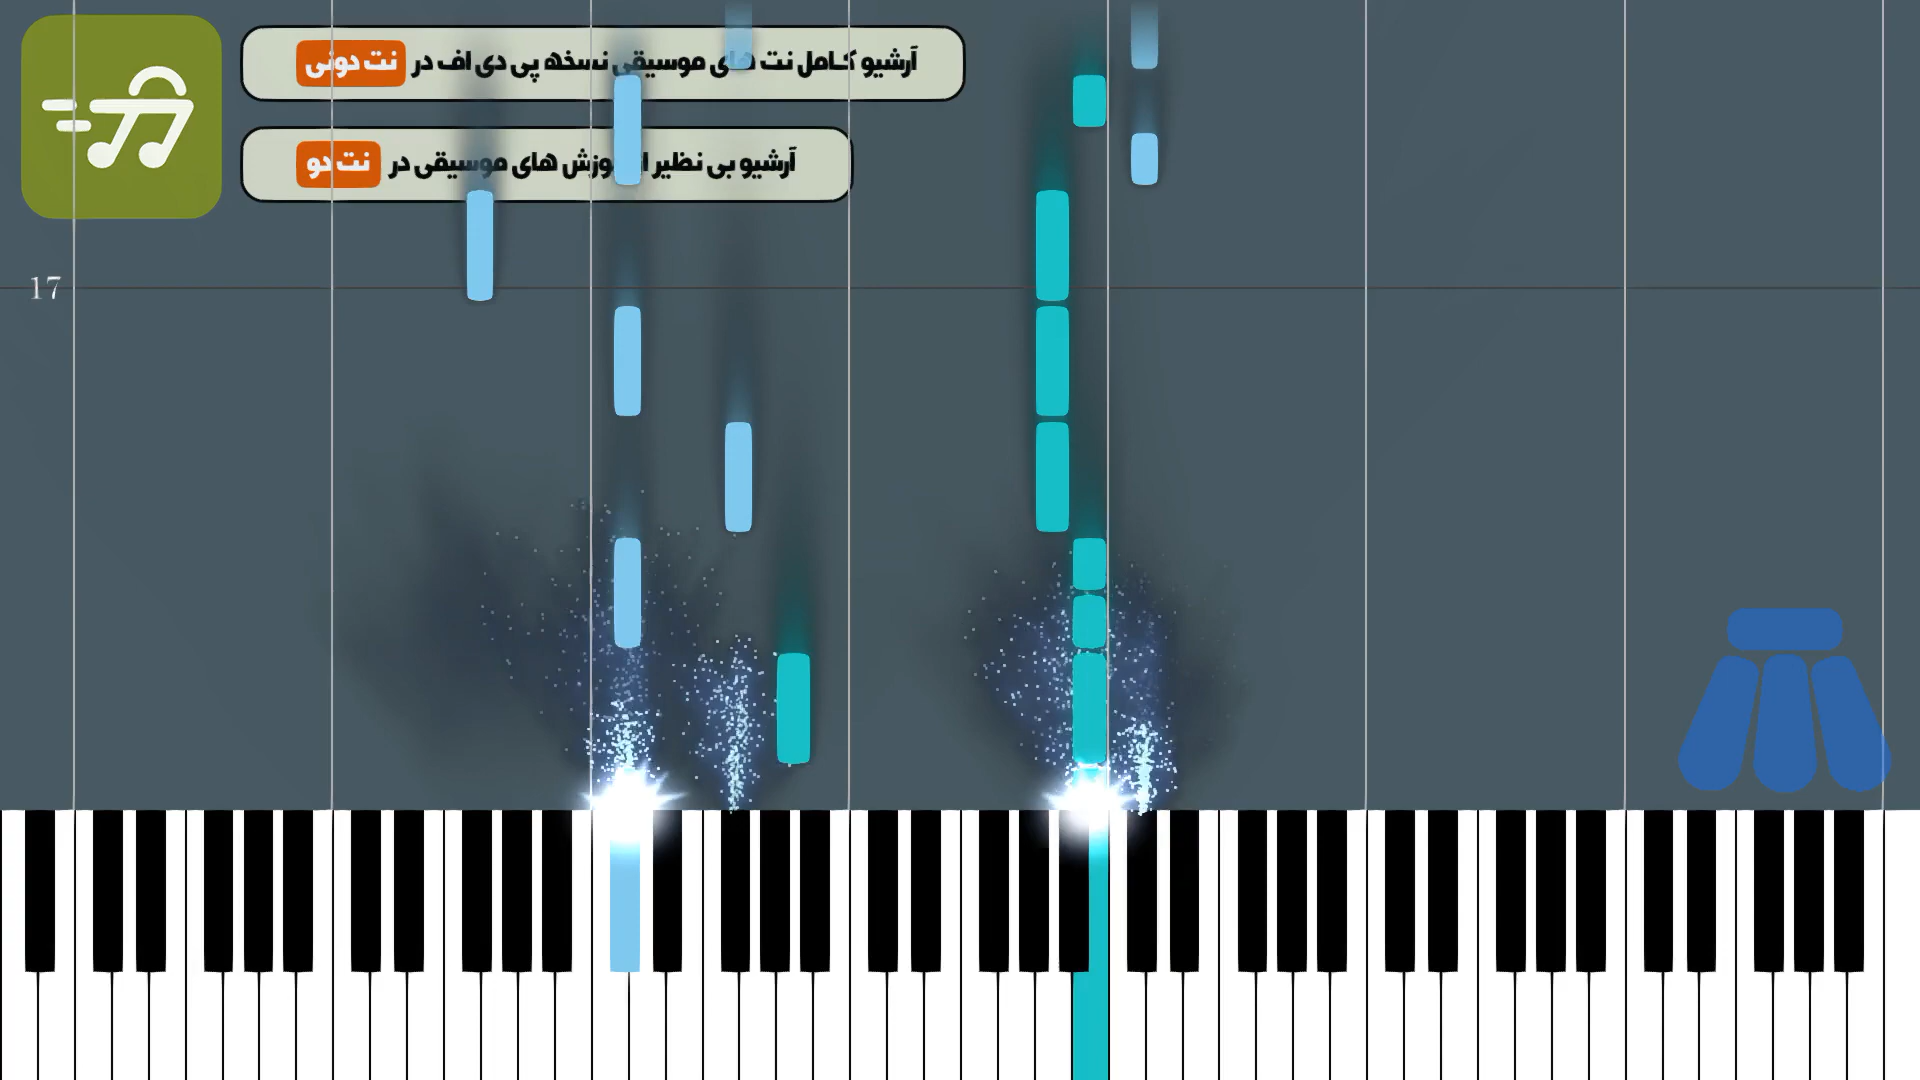 آرشیو کامل نت های موسیقی نسخه پی دی اف در نت دونی
آرشیو بی نظیر آموزش های موسیقی در نت دو
17